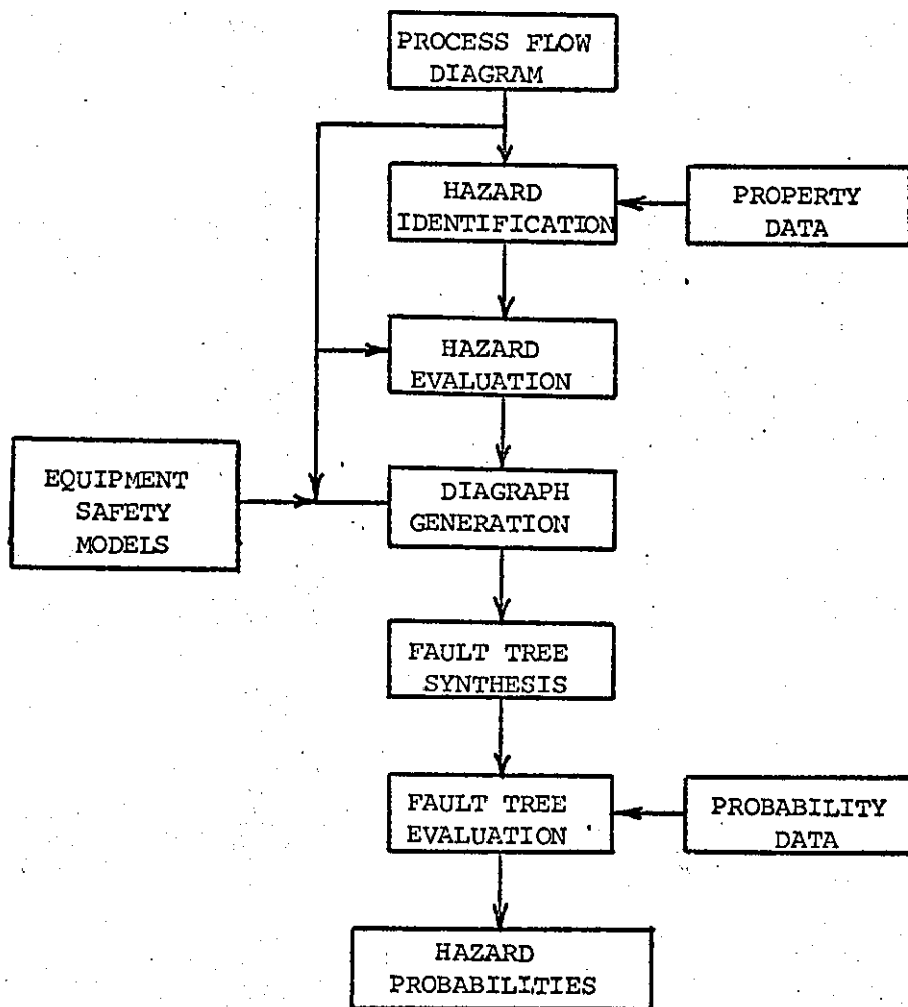 PROCESS FLOW
DIAGRAM
HAZARD
IDENTIFICATION
PROPERTY
DATA
HAZARD
EVALUATION
EQUIPMENT
SAFETY
MODELS
DIAGRAPH
GENERATION
FAULT TREE
SYNTHESIS
FAULT TREE
EVALUATION
PROBABILITY
DATA
HAZARD
PROBABILITIES